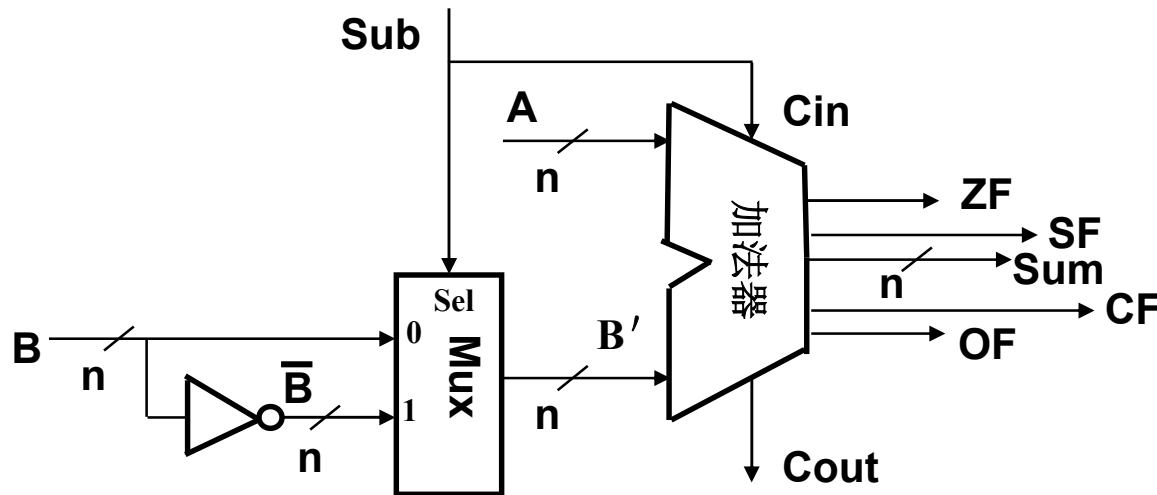 Sub
A
n
Cin
ZF
SF
Sum
n
CF
OF
加法器
Sel
0
Mux
1
B
n
B̅
n
B′
n
Cout